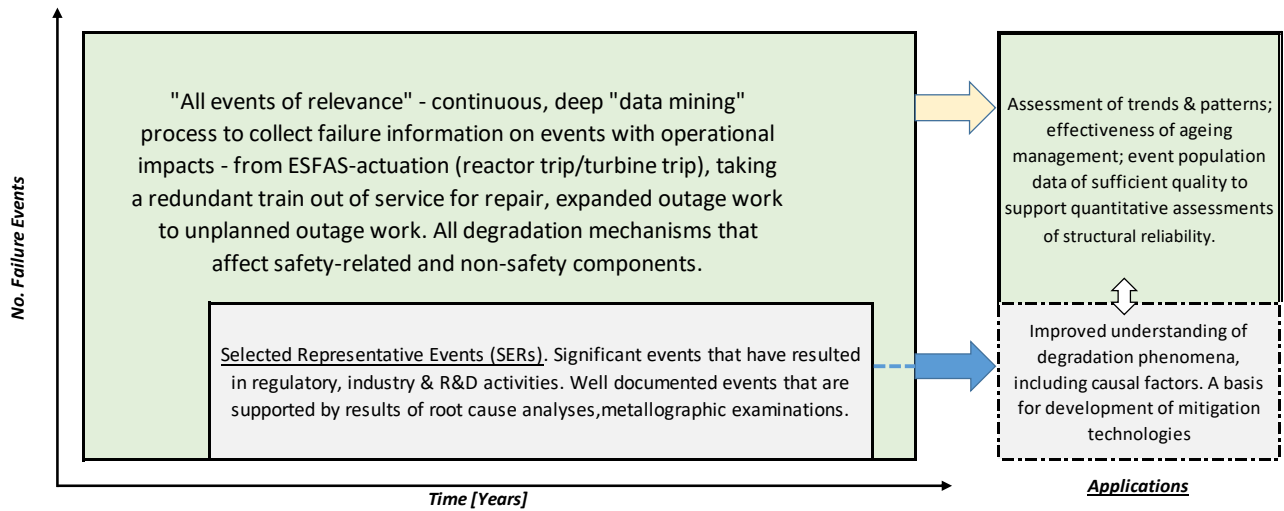 No. Failure Events
"All events of relevance" - continuous, deep "data mining"
process to collect failure information on events with operational
impacts - from ESFAS-actuation (reactor trip/turbine trip), taking
a redundant train out of service for repair, expanded outage work
to unplanned outage work. All degradation mechanisms that
affect safety-related and non-safety components.
Selected Representative Events (SERs). Significant events that have resulted
in regulatory, industry & R&D activities. Well documented events that are
supported by results of root cause analyses,metallographic examinations.
Assessment of trends & patterns;
effectiveness of ageing
management; event population
data of sufficient quality to
support quantitative assessments
of structural reliability.
Improved understanding of
degradation phenomena,
including causal factors. A basis
for development of mitigation
technologies
Time [Years]
Applications